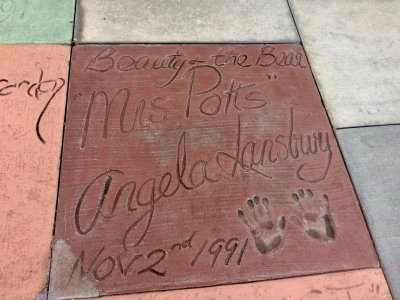 Beauty + the Beast
"Mrs Potts"
Angela Lansbury
Nov 2nd 1991